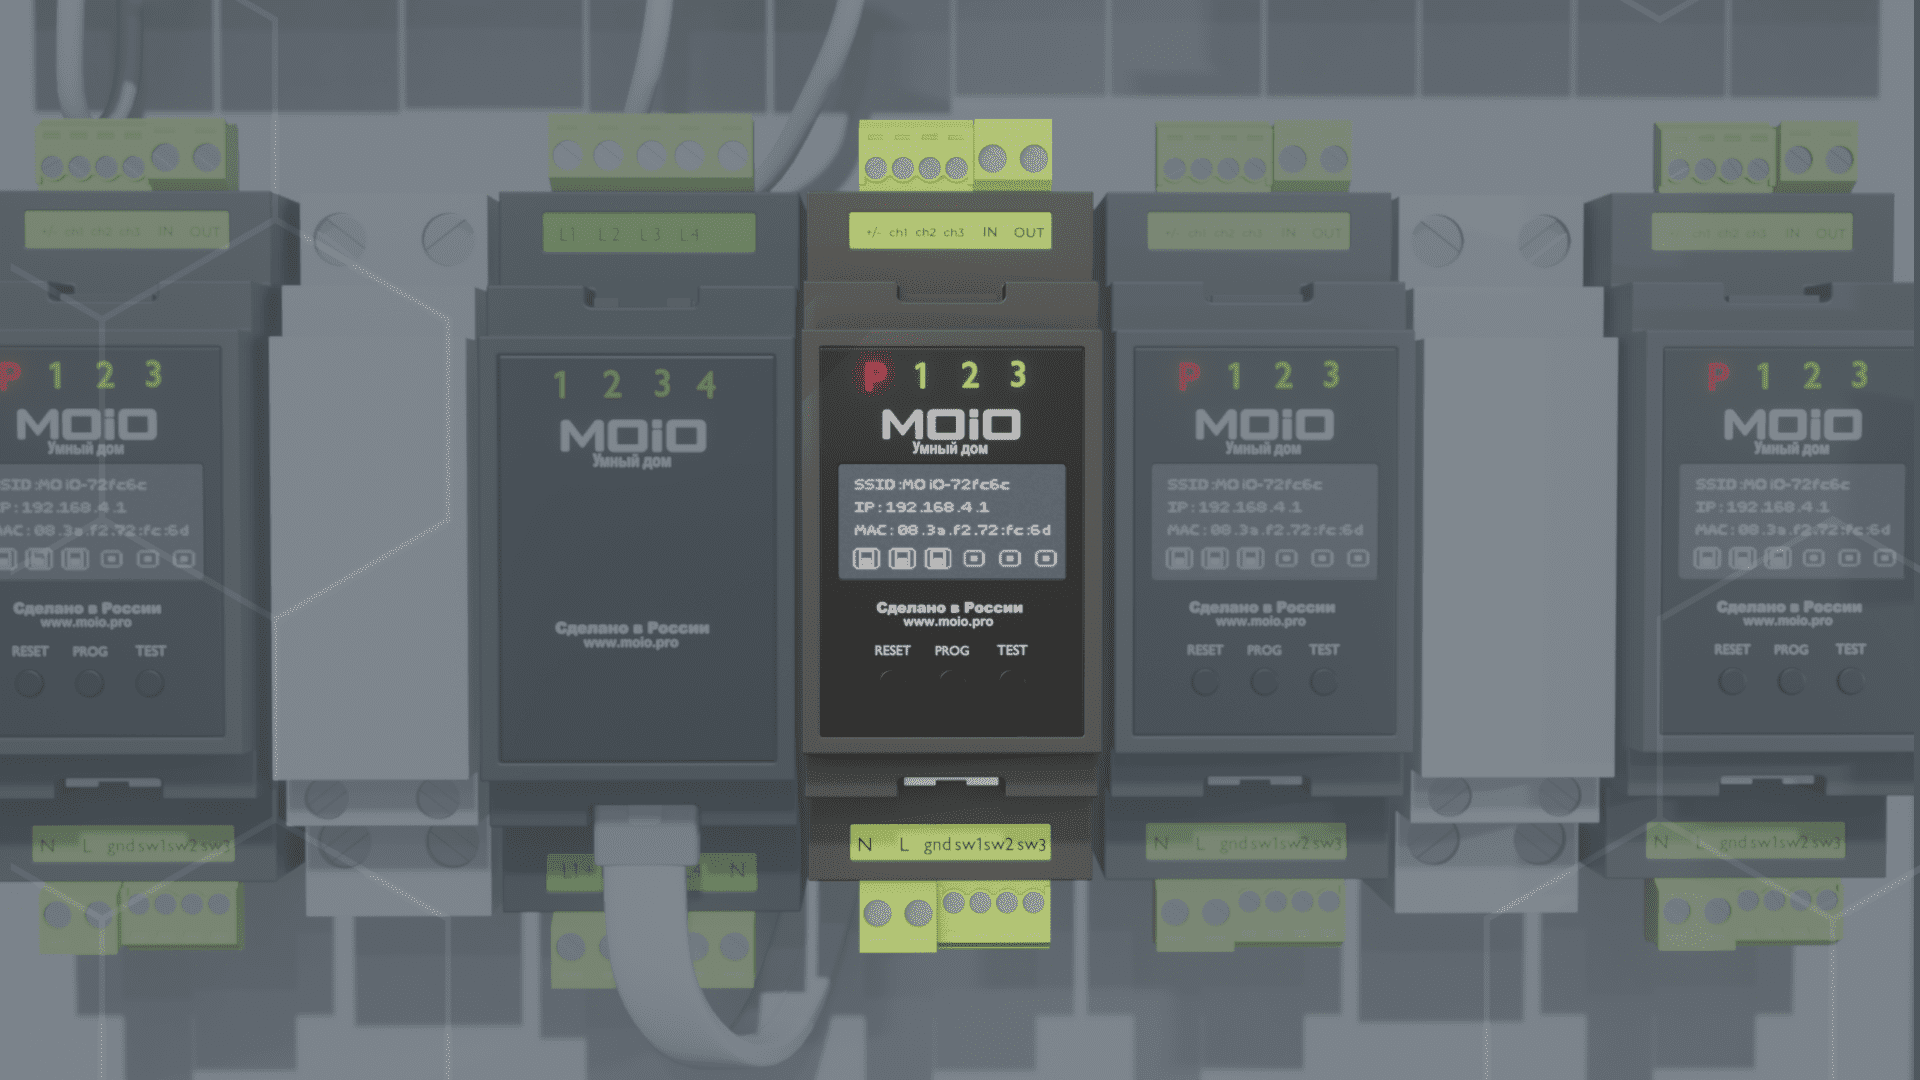 +/- ch1 ch2 ch3 IN OUT
P 1 2 3
MOiO
Умный дом
SSID:MOiO-72fc6c
IP:192.168.4.1
MAC:08.3a.f2.72:fc:6d
Сделано в России
www.moio.pro
RESET PROG TEST
N L gnd sw1 sw2 sw3
L1 L2 L3 L4
1 2 3 4
MOiO
Умный дом
Сделано в России
www.moio.pro
L1 N
+/- ch1 ch2 ch3 IN OUT
P 1 2 3
MOiO
Умный дом
SSID:MOiO-72fc6c
IP:192.168.4.1
MAC:08.3a.f2.72:fc:6d
Сделано в России
www.moio.pro
RESET PROG TEST
N L gnd sw1 sw2 sw3
+/- ch1 ch2 ch3 IN OUT
P 1 2 3
MOiO
Умный дом
SSID:MOiO-72fc6c
IP:192.168.4.1
MAC:08.3a.f2.72:fc:6d
Сделано в России
www.moio.pro
RESET PROG TEST
N L gnd sw1 sw2 sw3
+/- ch1 ch2 ch3 IN OUT
P 1 2 3
MOiO
Умный дом
SSID:MOiO-72fc6c
IP:192.168.4.1
MAC:08.3a.f2.72:fc:6d
Сделано в России
www.moio.pro
RESET PROG TEST
N L gnd sw1 sw2 sw3